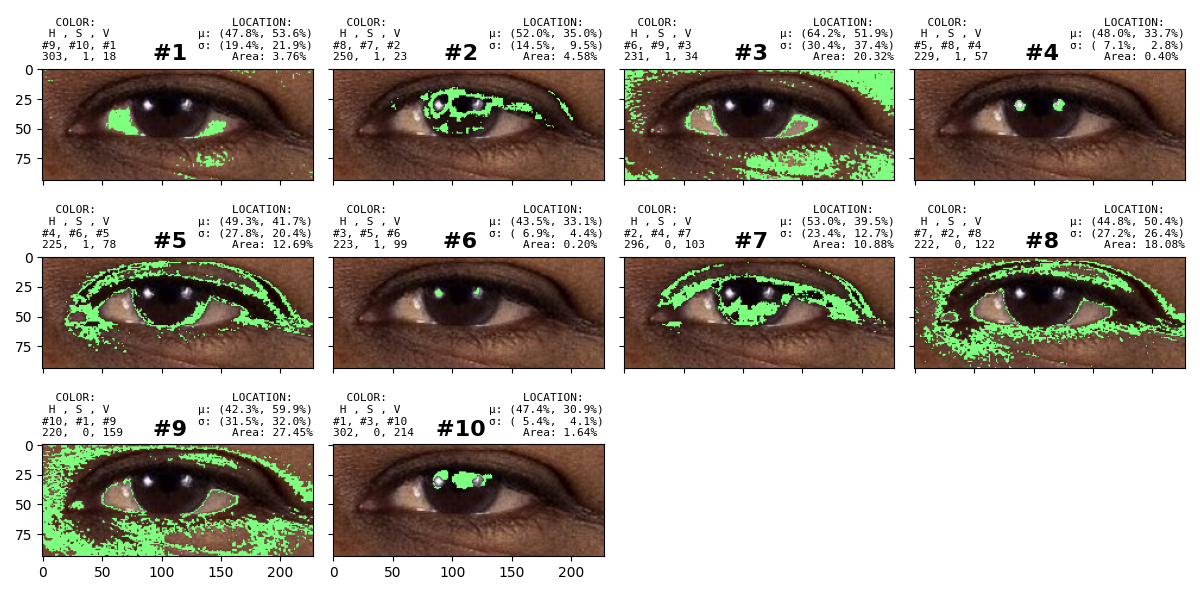 COLOR: LOCATION:
H , S , V μ: (47.8%, 53.6%)
#9, #10, #1 σ: (19.4%, 21.9%)
303, 1, 18 #1 Area: 3.76%
COLOR: LOCATION:
H , S , V μ: (52.0%, 35.0%)
#8, #7, #2 σ: (14.5%, 9.5%)
250, 1, 23 #2 Area: 4.58%
COLOR: LOCATION:
H , S , V μ: (64.2%, 51.9%)
#6, #9, #3 σ: (30.4%, 37.4%)
231, 1, 34 #3 Area: 20.32%
COLOR: LOCATION:
H , S , V μ: (48.0%, 33.7%)
#5, #8, #4 σ: ( 7.1%, 2.8%)
229, 1, 57 #4 Area: 0.40%
0
25
50
75
COLOR: LOCATION:
H , S , V μ: (49.3%, 41.7%)
#4, #6, #5 σ: (27.8%, 20.4%)
225, 1, 78 #5 Area: 12.69%
COLOR: LOCATION:
H , S , V μ: (43.5%, 33.1%)
#3, #5, #6 σ: ( 6.9%, 4.4%)
223, 1, 99 #6 Area: 0.20%
COLOR: LOCATION:
H , S , V μ: (53.0%, 39.5%)
#2, #4, #7 σ: (23.4%, 12.7%)
296, 0, 103 #7 Area: 10.88%
COLOR: LOCATION:
H , S , V μ: (44.8%, 50.4%)
#7, #2, #8 σ: (27.2%, 26.4%)
222, 0, 122 #8 Area: 18.08%
0
25
50
75
COLOR: LOCATION:
H , S , V μ: (42.3%, 59.9%)
#10, #1, #9 σ: (31.5%, 32.0%)
220, 0, 159 #9 Area: 27.45%
COLOR: LOCATION:
H , S , V μ: (47.4%, 30.9%)
#1, #3, #10 σ: ( 5.4%, 4.1%)
302, 0, 214 #10 Area: 1.64%
0
25
50
75
0 50 100 150 200
0 50 100 150 200